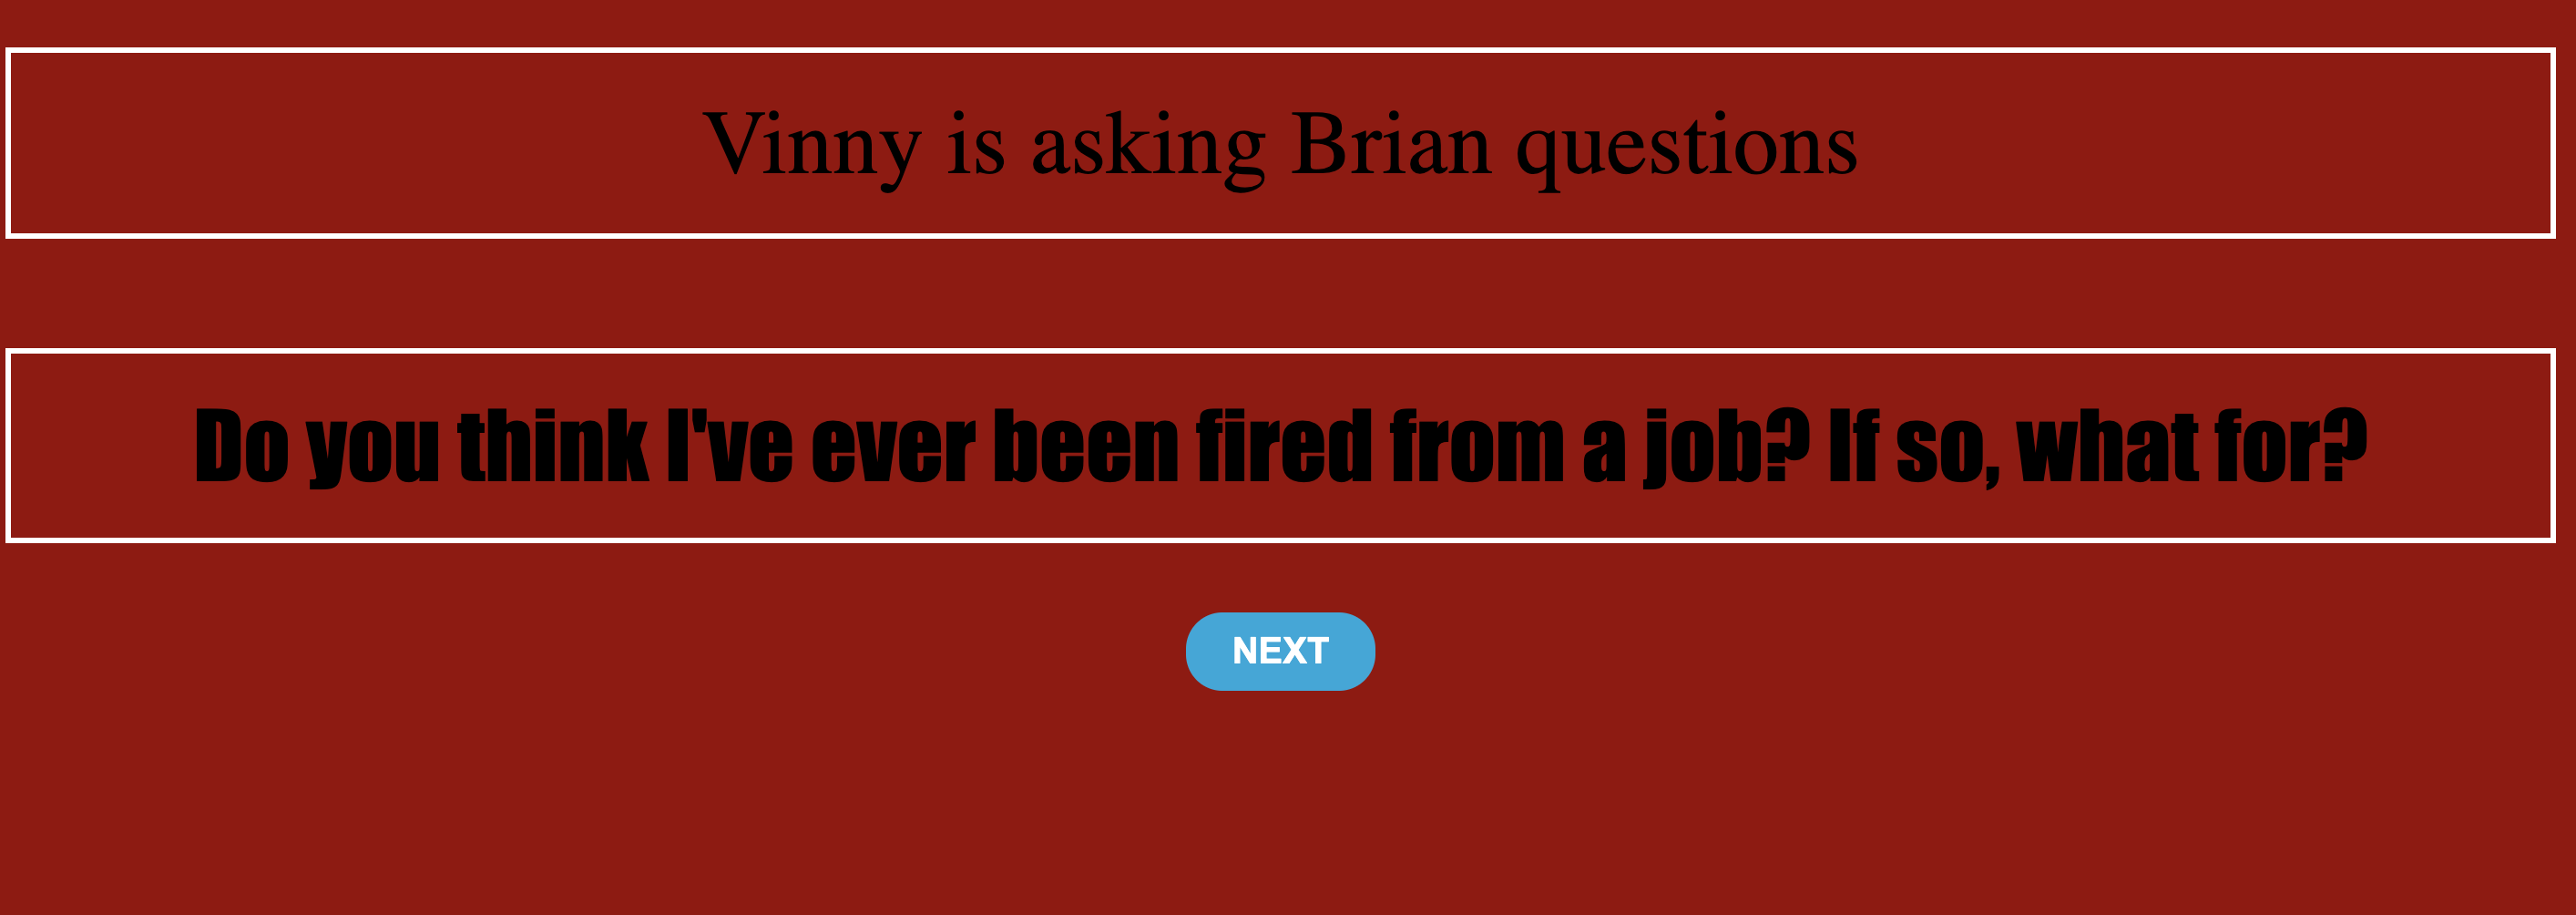 Vinny is asking Brian questions
Do you think I've ever been fired from a job? If so, what for?
NEXT